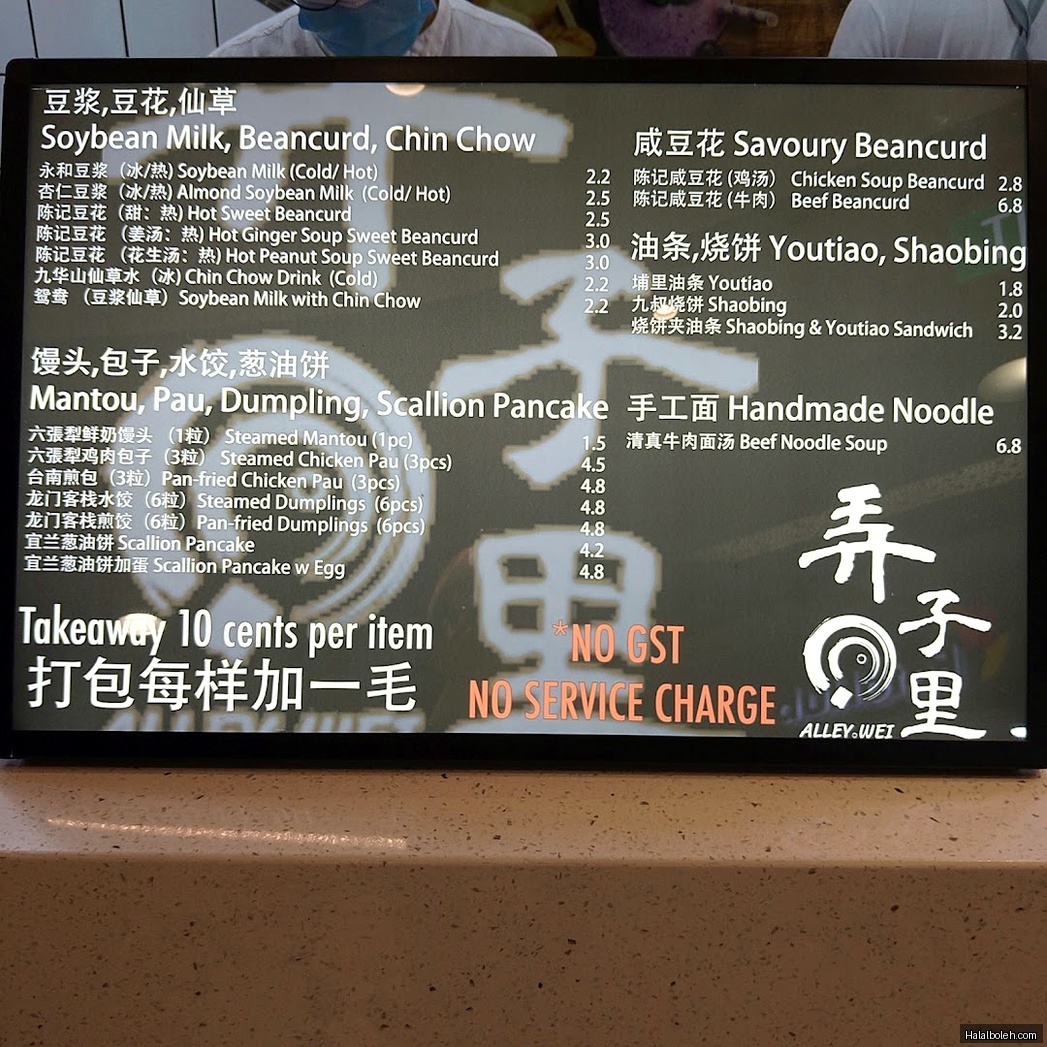 豆浆,豆花,仙草
Soybean Milk, Beancurd, Chin Chow
永和豆浆（冰/热) Soybean Milk (Cold/ Hot) 2.2
杏仁豆浆（冰/热) Almond Soybean Milk (Cold/ Hot) 2.5
陈记豆花（甜：热) Hot Sweet Beancurd 2.5
陈记豆花（姜汤：热) Hot Ginger Soup Sweet Beancurd 3.0
陈记豆花（花生汤：热) Hot Peanut Soup Sweet Beancurd 3.0
九华山仙草水（冰) Chin Chow Drink (Cold) 2.2
鸳鸯（豆浆仙草）Soybean Milk with Chin Chow 2.2
馒头,包子,水饺,葱油饼
Mantou, Pau, Dumpling, Scallion Pancake
六張犁鲜奶馒头（1粒）Steamed Mantou (1pc) 1.5
六張犁鸡肉包子（3粒）Steamed Chicken Pau (3pcs) 4.5
台南煎包（3粒) Pan-fried Chicken Pau (3pcs) 4.8
龙门客栈水饺（6粒）Steamed Dumplings (6pcs) 4.8
龙门客栈煎饺（6粒）Pan-fried Dumplings (6pcs) 4.8
宜兰葱油饼 Scallion Pancake 4.2
宜兰葱油饼加蛋 Scallion Pancake w Egg 4.8
Takeaway 10 cents per item
打包每样加一毛
咸豆花 Savoury Beancurd
陈记咸豆花 (鸡汤） Chicken Soup Beancurd 2.8
陈记咸豆花 (牛肉） Beef Beancurd 6.8
油条,烧饼 Youtiao, Shaobing
埔里油条 Youtiao 1.8
九叔烧饼 Shaobing 2.0
烧饼夹油条 Shaobing & Youtiao Sandwich 3.2
手工面 Handmade Noodle
清真牛肉面汤 Beef Noodle Soup 6.8
*NO GST
NO SERVICE CHARGE
弄子里
ALLEY WEI
弄子里
ALLEY WEI
Halalboleh.com